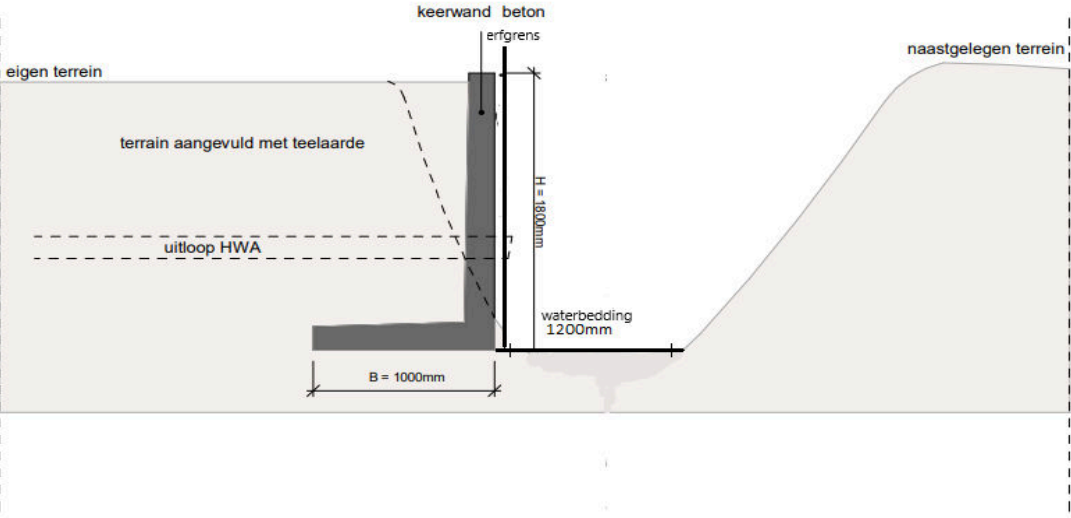 keerwand beton
erfgrens
naastgelegen terrein
eigen terrein
terrain aangevuld met teelaarde
H = 1800mm
uitloop HWA
waterbedding
1200mm
B = 1000mm